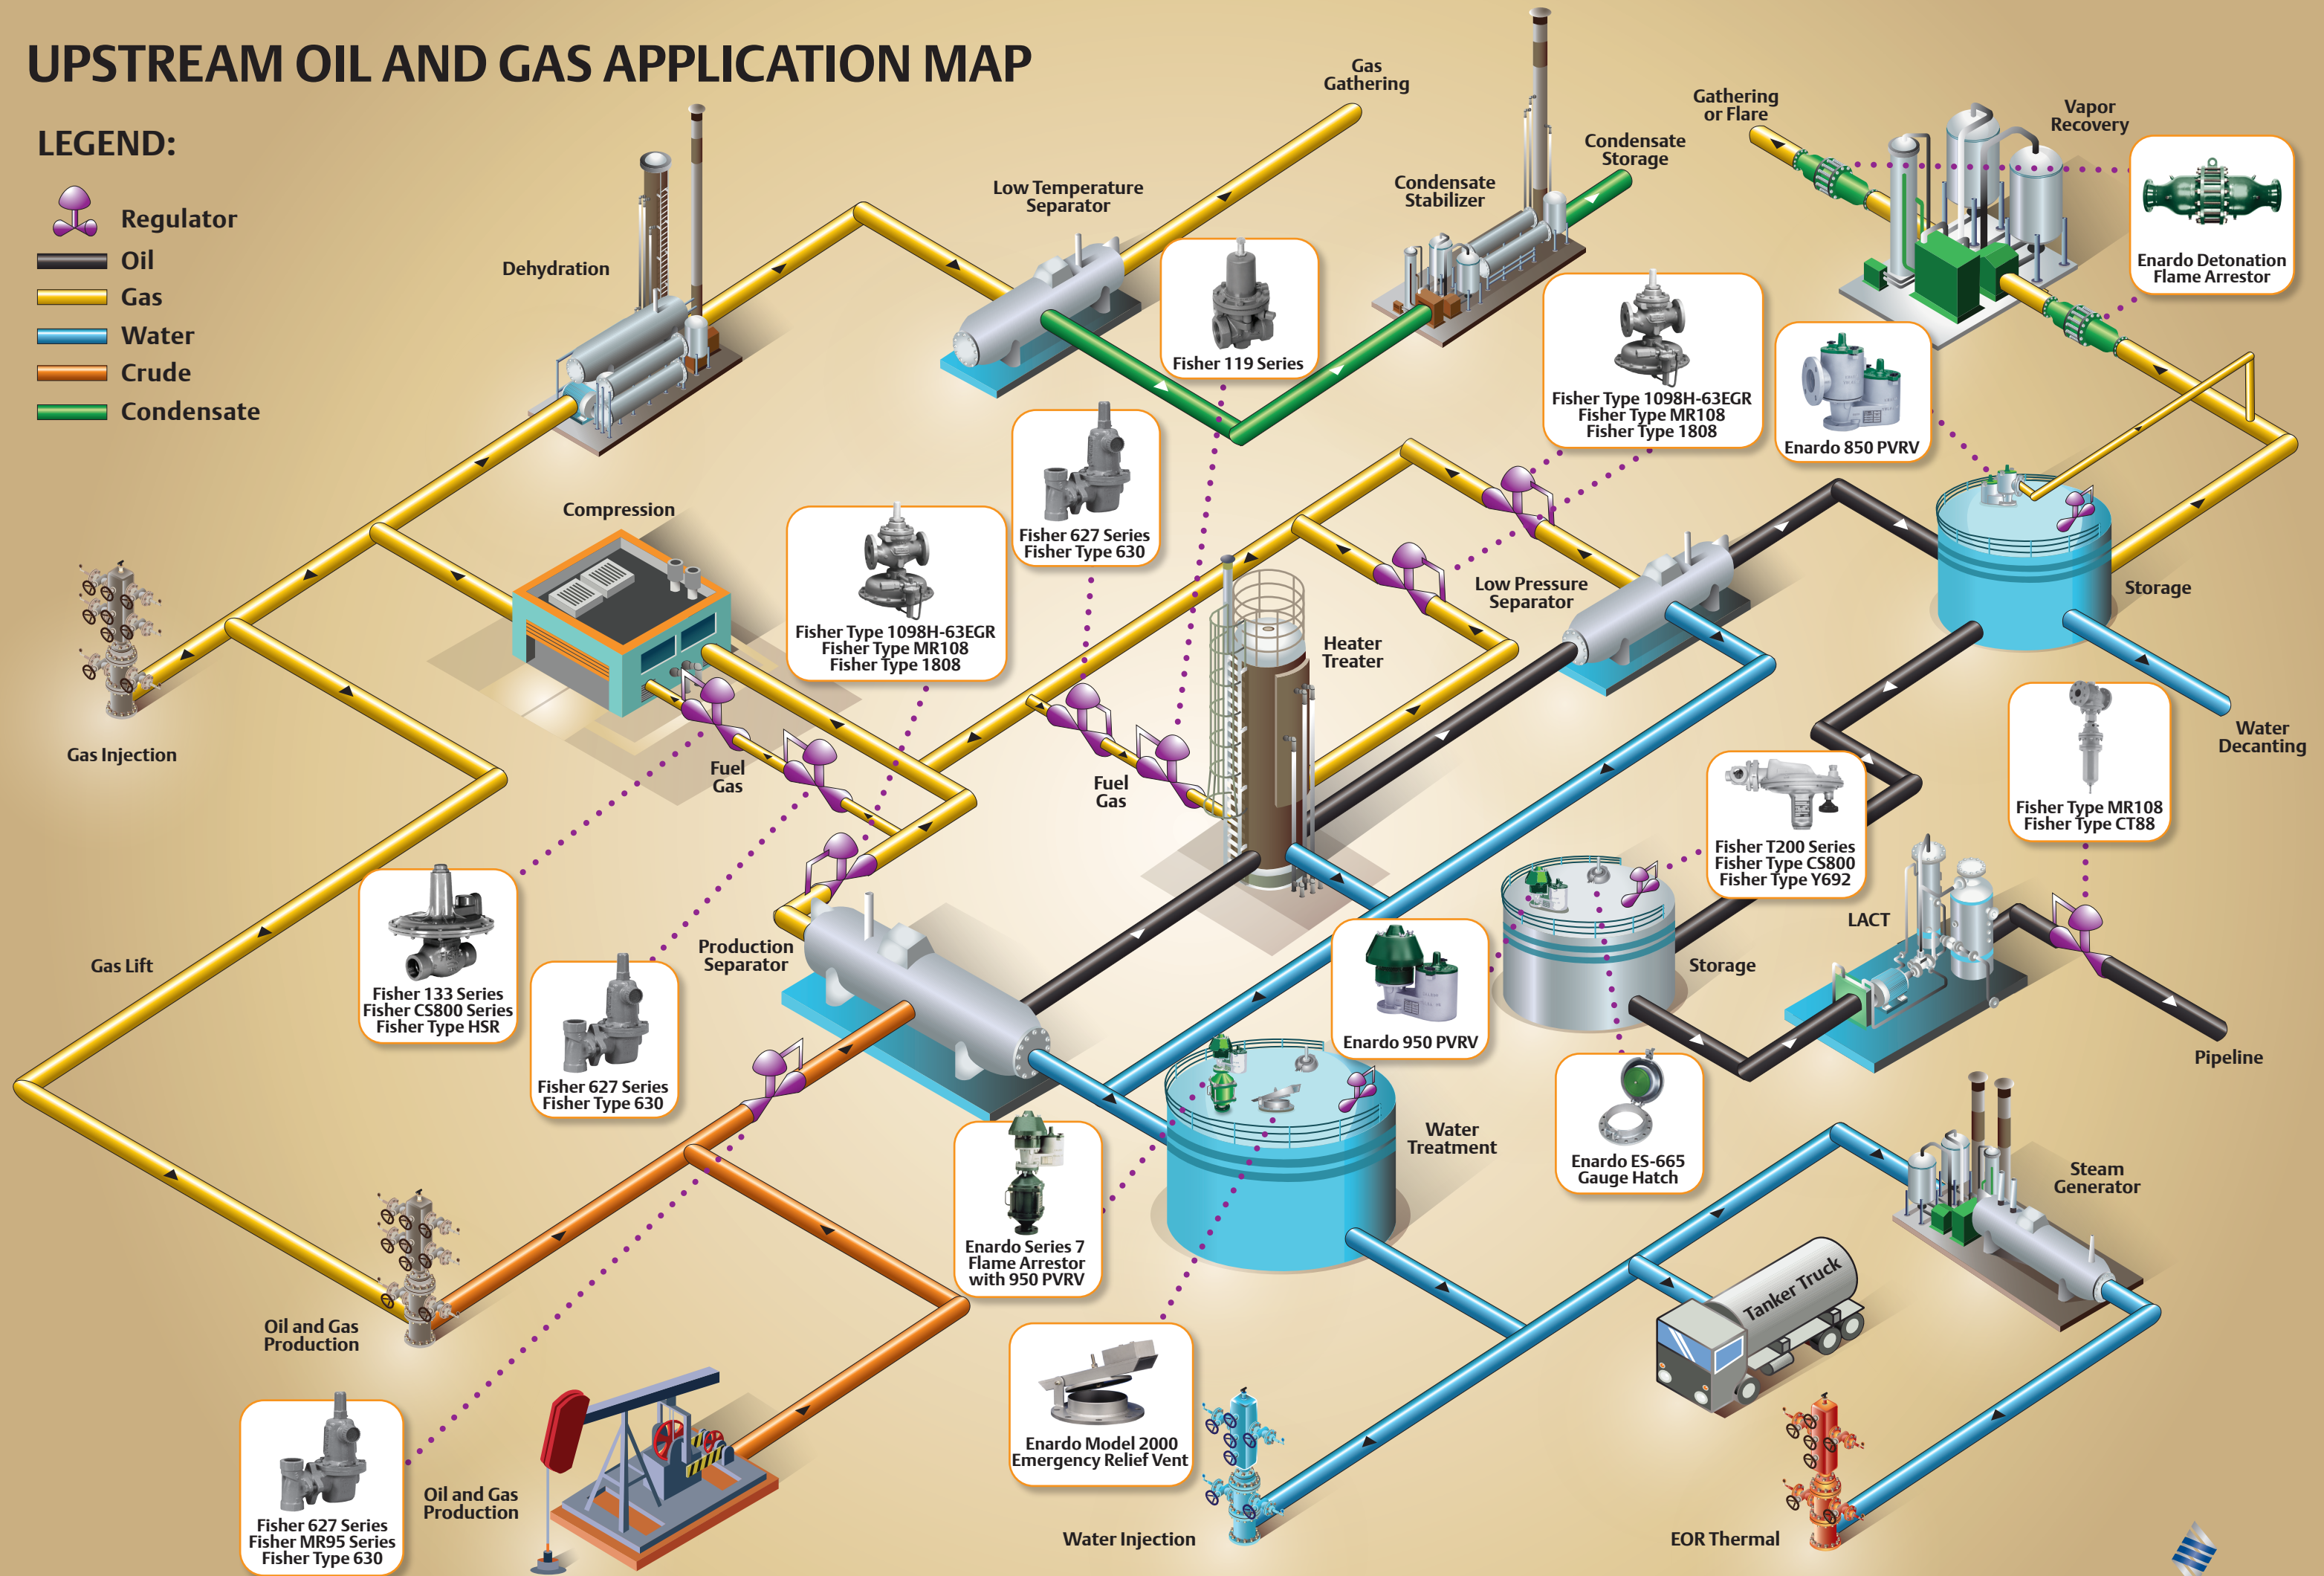 UPSTREAM OIL AND GAS APPLICATION MAP
LEGEND:
Regulator
Oil
Gas
Water
Crude
Condensate
Gas
Gathering
Gathering
or Flare
Vapor
Recovery
Condensate
Storage
Condensate
Stabilizer
Low Temperature
Separator
Dehydration
Enardo Detonation
Flame Arrestor
Fisher 119 Series
Fisher Type 1098H-63EGR
Fisher Type MR108
Fisher Type 1808
Enardo 850 PVRV
Compression
Fisher 627 Series
Fisher Type 630
Fisher Type 1098H-63EGR
Fisher Type MR108
Fisher Type 1808
Low Pressure
Separator
Storage
Heater
Treater
Gas Injection
Fuel
Gas
Fuel
Gas
Water
Decanting
Fisher Type MR108
Fisher Type CT88
Fisher T200 Series
Fisher Type CS800
Fisher Type Y692
LACT
Production
Separator
Gas Lift
Storage
Fisher 133 Series
Fisher CS800 Series
Fisher Type HSR
Enardo 950 PVRV
Pipeline
Fisher 627 Series
Fisher Type 630
Water
Treatment
Enardo ES-665
Gauge Hatch
Steam
Generator
Enardo Series 7
Flame Arrestor
with 950 PVRV
Tanker Truck
Oil and Gas
Production
Enardo Model 2000
Emergency Relief Vent
Oil and Gas
Production
Fisher 627 Series
Fisher MR95 Series
Fisher Type 630
Water Injection
EOR Thermal